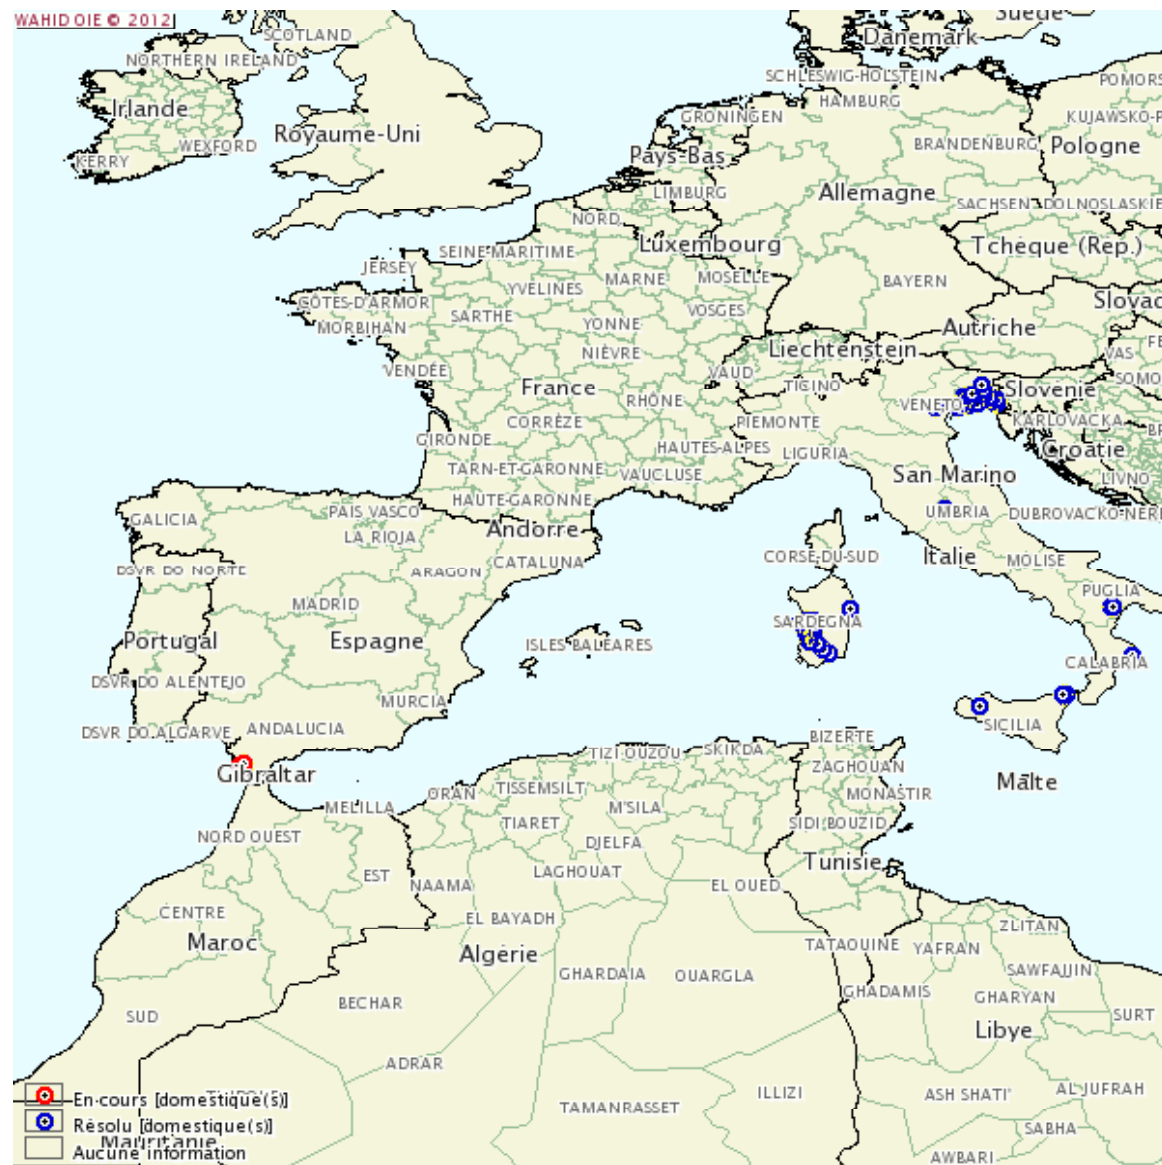 WAHID OIE © 2012
Suède
SCOTLAND
Danemark
NORTHERN IRELAND
SCHLESWIG-HOLSTEIN
POMORS
Irlande
HAMBURG
GRONINGEN
KUJAWSKO-P
Royaume-Uni
WEXFORD
BRANDENBURG
Pologne
KERRY
Pays-Bas
LIMBURG
Allemagne
SACHSEN
DOLNOSLASKIE
NORD
Luxembourg
Tchèque (Rep.)
SEINE-MARITIME
JERSEY
MARNE
MOSELLE
BAYERN
YVELINES
CÔTES-D'ARMOR
Slovac
SARTHE
VOSGES
MORBIHAN
YONNE
Autriche
FE
Liechtenstein
NIÈVRE
VAS
VENDÉE
VAUD
SOMO
TICINO
France
Slovénie
RHÔNE
VENETO
CORRÈZE
PIEMONTE
KARLOVACKA
BR
GIRONDE
HAUTES-ALPES
LIGURIA
Croatie
TARN-ET-GARONNE
VAUCLUSE
San Marino
LIVNO
HAUTE-GARONNE
PAIS VASCO
UMBRIA
DUBROVACKO-NERE
GALICIA
Andorre
LA RIOJA
CORSE-DU-SUD
Italie
MOLISE
CATALUNA
DSVR DO NORTE
ARAGON
PUGLIA
MADRID
SARDEGNA
Portugal
Espagne
ISLES BALEARES
CALABRIA
DSVR DO ALENTEJO
MURCIA
SICILIA
DSVR DO ALGARVE
ANDALUCIA
BIZERTE
TIZI-OUZOU
SKIKDA
ZAGHOUAN
Gibraltar
Malte
TISSEMSILT
ORAN
MONASTIR
MELILLA
M'SILA
NORD OUEST
TIARET
SIDI BOUZID
DJELFA
Tunisie
EST
LAGHOUAT
NAAMA
EL OUED
CENTRE
EL BAYADH
ZLITAN
Maroc
TATAOUINE
YAFRAN
Algérie
SAWFAJJIN
GHARDAIA
OUARGLA
GHADAMIS
GHARYAN
BECHAR
SUD
SURT
Libye
ADRAR
ILLIZI
ASH SHATI'
AL JUFRAH
En-cours [domestique(s)]
TAMANRASSET
Résolu [domestique(s)]
SABHA
Mauritanie
Aucune information
AWBARI